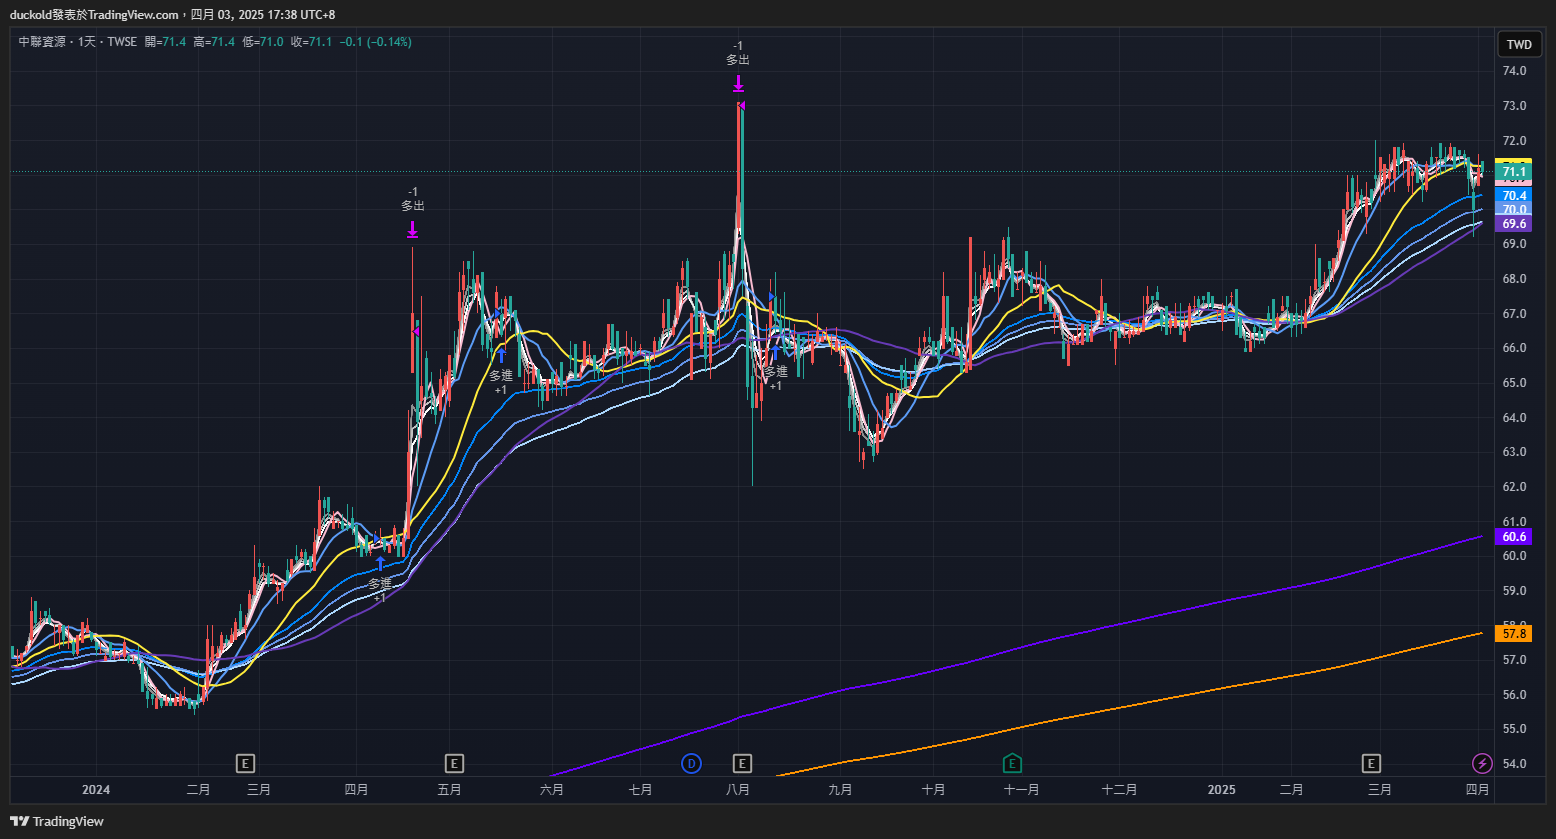 duckold發表於TradingView.com，四月 03, 2025 17:38 UTC+8
中聯資源 · 1天 · TWSE 開=71.4 高=71.4 低=71.0 收=71.1 −0.1 (−0.14%)
TWD
-1
多出
-1
多出
多進
+1
多進
+1
多進
+1
74.0
73.0
72.0
71.1
70.4
70.0
69.6
69.0
68.0
67.0
66.0
65.0
64.0
63.0
62.0
61.0
60.6
60.0
59.0
58.0
57.8
57.0
56.0
55.0
54.0
E
E
D
E
E
E
2024
二月
三月
四月
五月
六月
七月
八月
九月
十月
十一月
十二月
2025
二月
三月
四月
TradingView